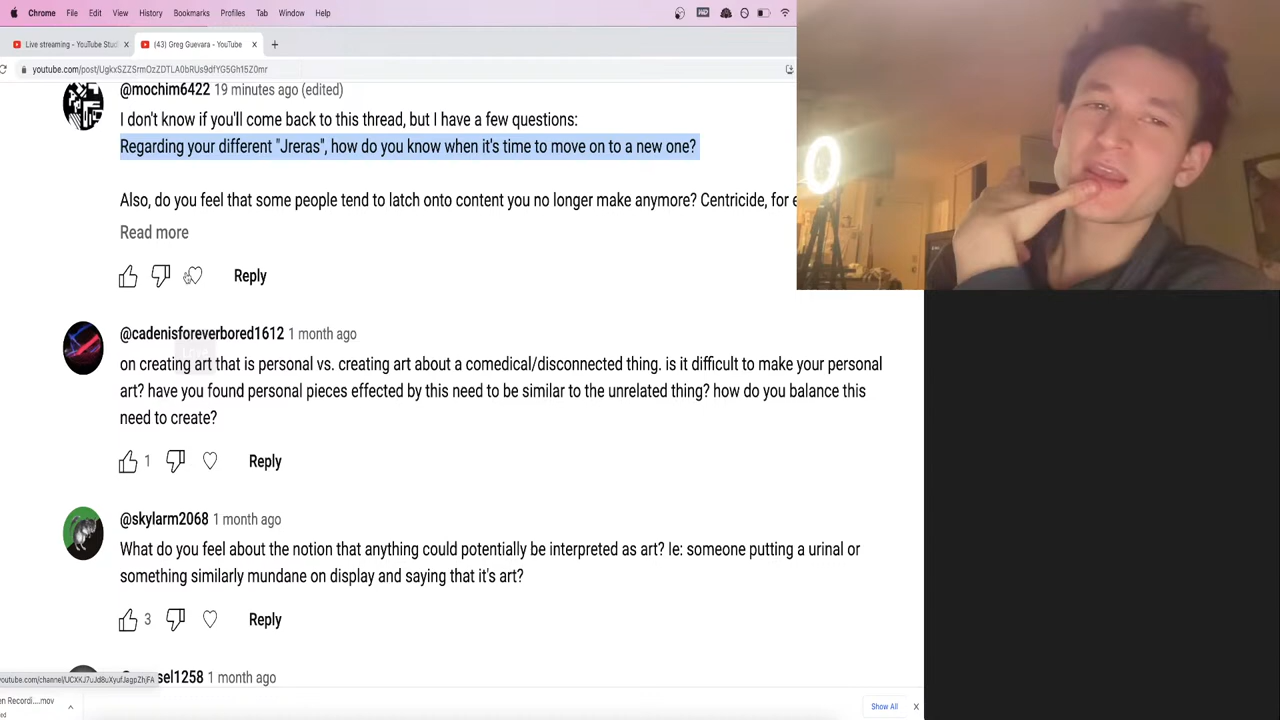 Chrome File Edit View History Bookmarks Profiles Tab Window Help
Live streaming - YouTube Stud
(43) Greg Guevara - YouTube
youtube.com/post/UgkxSZZSrmOzZDTLA0bRUs9dfYG5Gh15Z0mr
@mochim6422 19 minutes ago (edited)
I don't know if you'll come back to this thread, but I have a few questions:
Regarding your different "Jreras", how do you know when it's time to move on to a new one?
Also, do you feel that some people tend to latch onto content you no longer make anymore? Centricide, for e
Read more
Reply
@cadenisforeverbored1612 1 month ago
on creating art that is personal vs. creating art about a comedical/disconnected thing. is it difficult to make your personal
art? have you found personal pieces effected by this need to be similar to the unrelated thing? how do you balance this
need to create?
1 Reply
@skylarm2068 1 month ago
What do you feel about the notion that anything could potentially be interpreted as art? Ie: someone putting a urinal or
something similarly mundane on display and saying that it's art?
3 Reply
sel1258 1 month ago
youtube.com/channel/UCXKJ7uJd8uXyufJagpZhjFA
en Recordi....mov
Show All